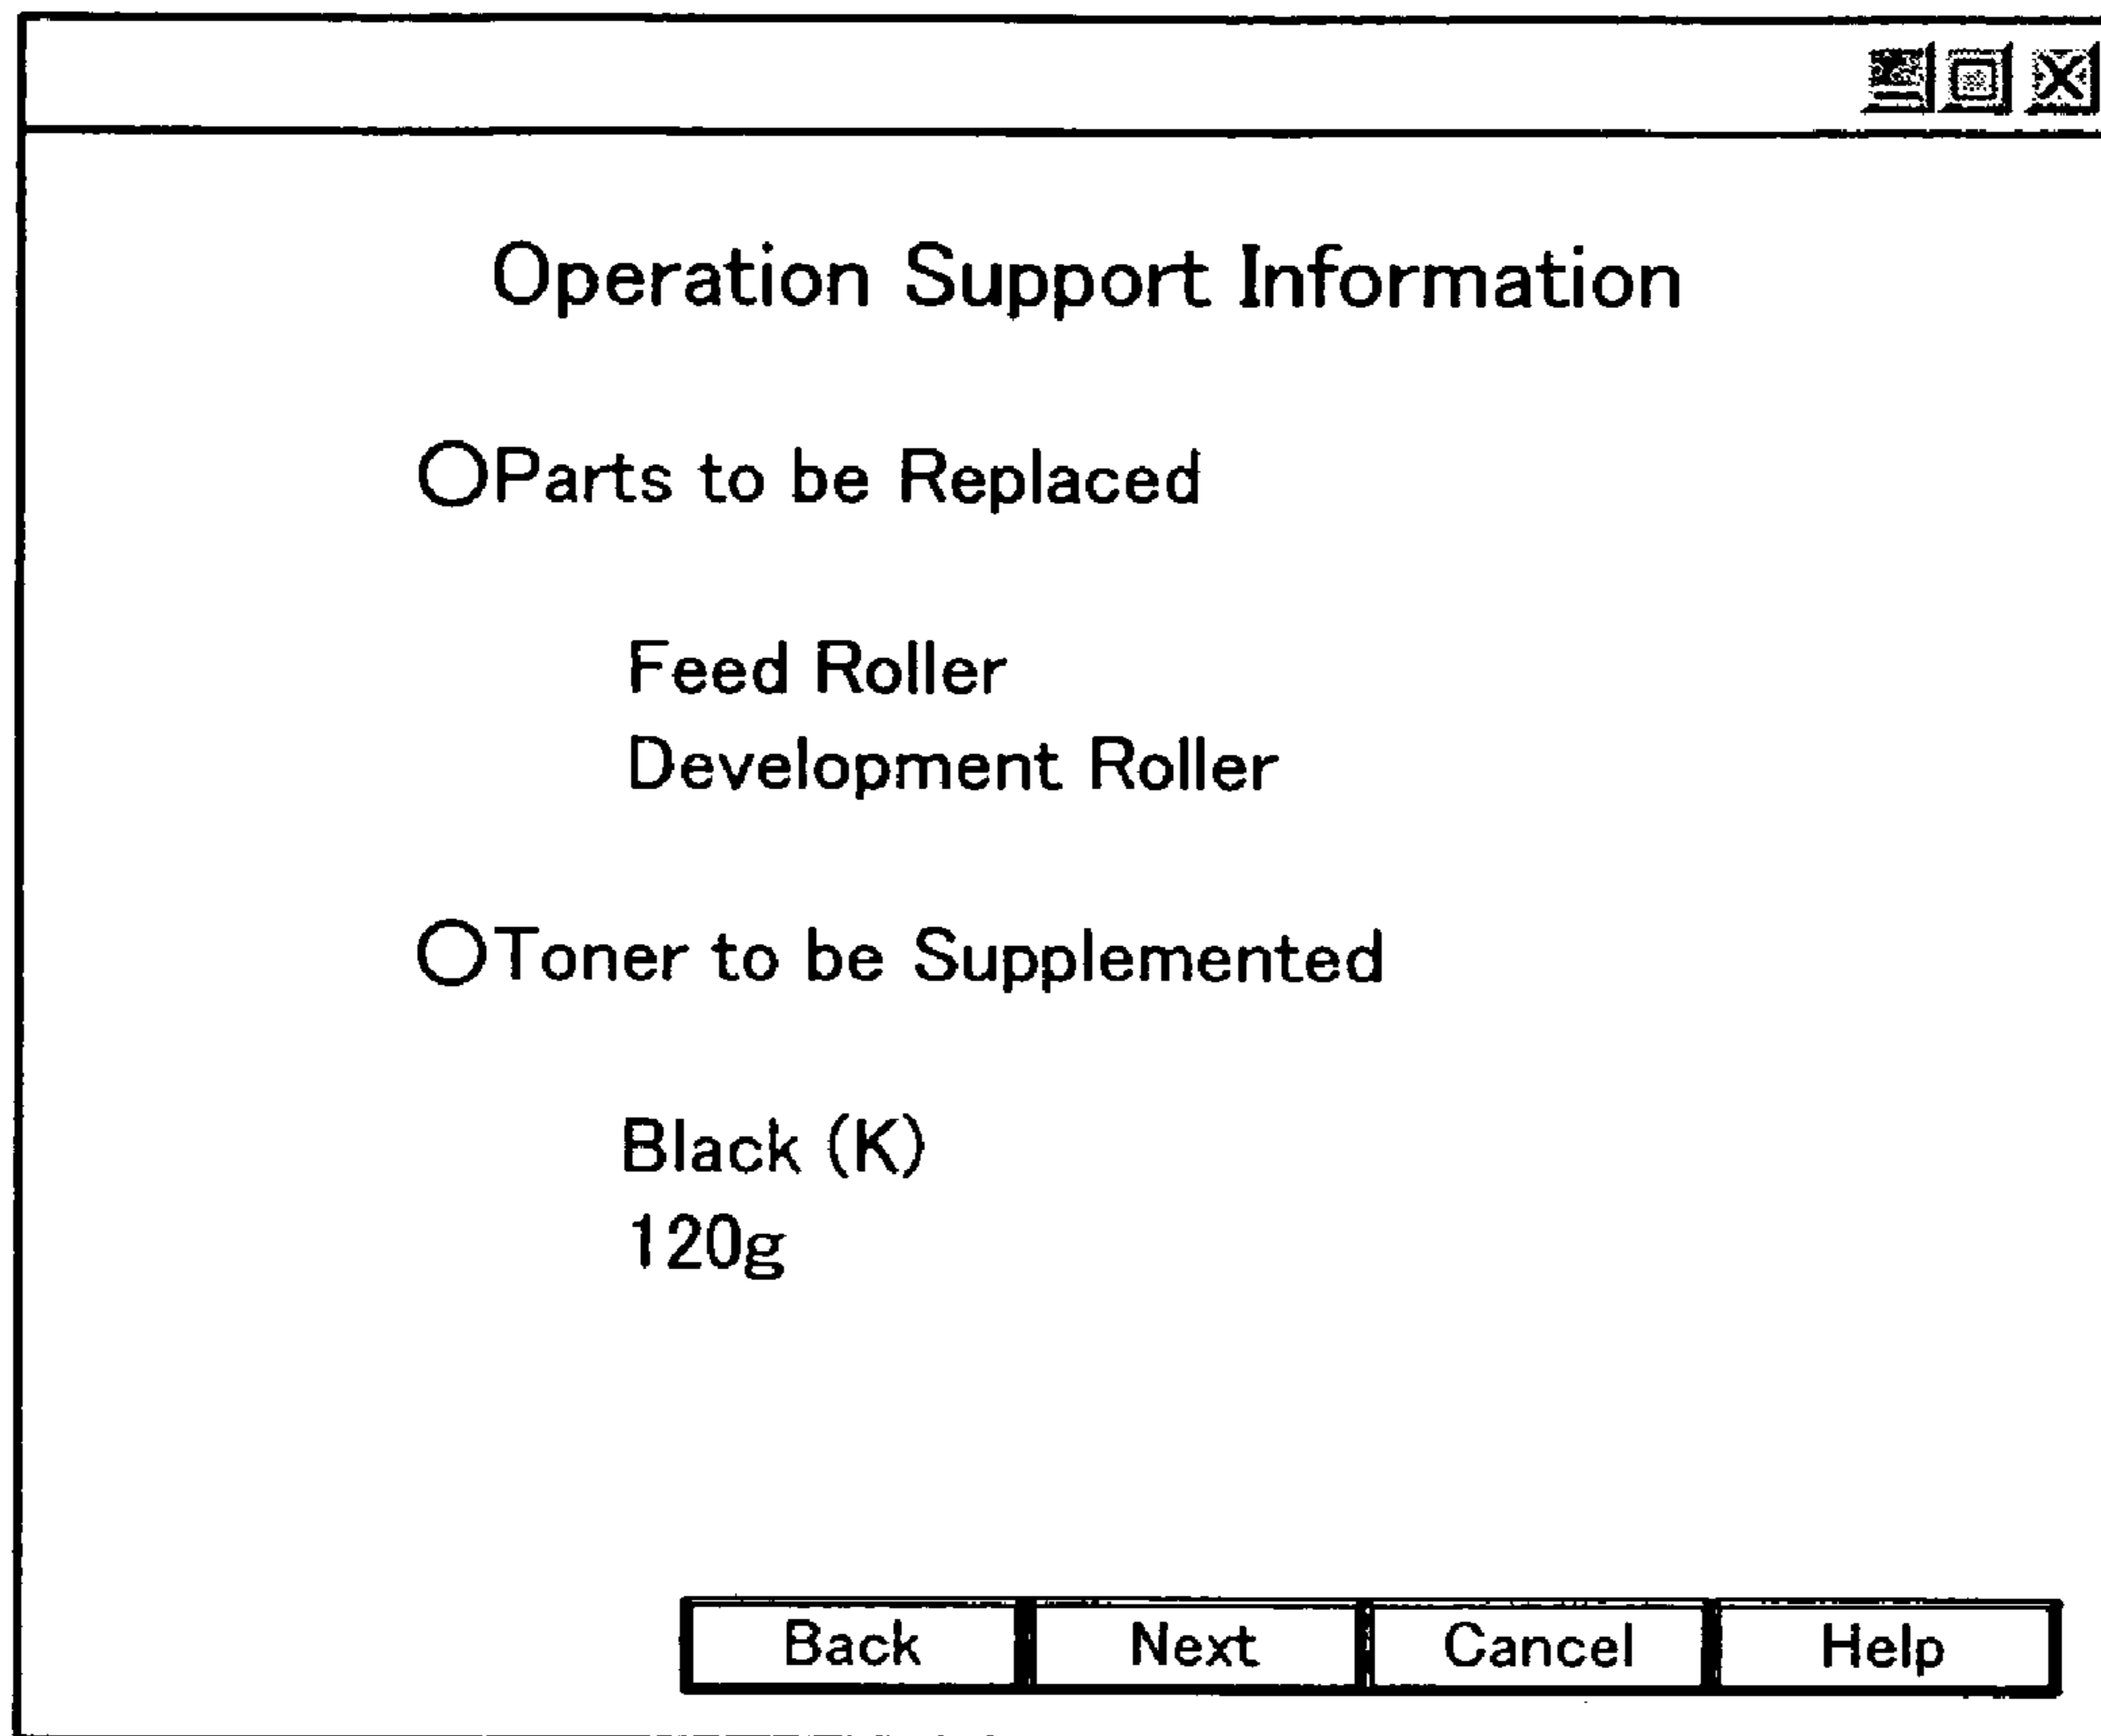 Operation Support Information
○Parts to be Replaced
Feed Roller
Development Roller
○Toner to be Supplemented
Black (K)
120g
Back Next Cancel Help